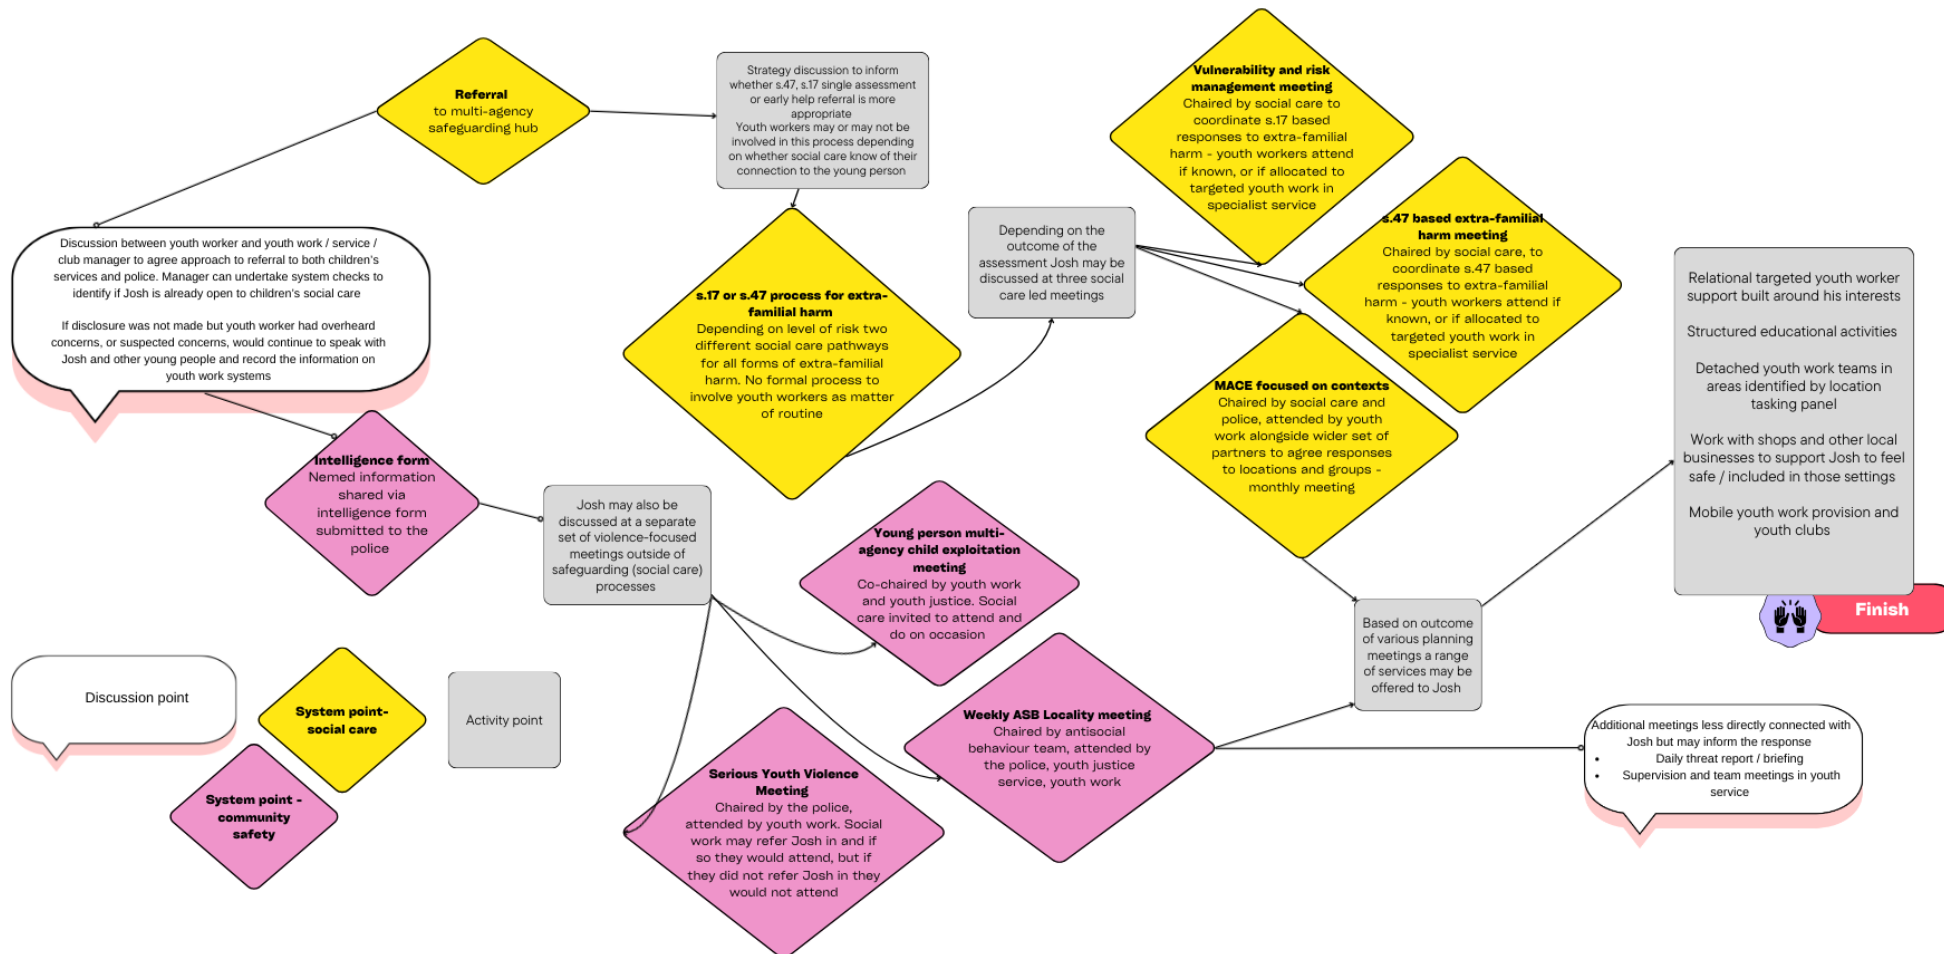 Referral
to multi-agency
safeguarding hub
Strategy discussion to inform
whether s.47, s.17 single assessment
or early help referral is more
appropriate
Youth workers may or may not be
involved in this process depending
on whether social care know of their
connection to the young person
Vulnerability and risk
management meeting
Chaired by social care to
coordinate s.17 based
responses to extra-familial
harm - youth workers attend
if known, or if allocated to
targeted youth work in
specialist service
s.47 based extra-familial
harm meeting
Chaired by social care, to
coordinate s.47 based
responses to extra-familial
harm - youth workers attend if
known, or if allocated to
targeted youth work in
specialist service
Discussion between youth worker and youth work / service /
club manager to agree approach to referral to both children's
services and police. Manager can undertake system checks to
identify if Josh is already open to children's social care
If disclosure was not made but youth worker had overheard
concerns, or suspected concerns, would continue to speak with
Josh and other young people and record the information on
youth work systems
s.17 or s.47 process for extra-
familial harm
Depending on level of risk two
different social care pathways
for all forms of extra-familial
harm. No formal process to
involve youth workers as matter
of routine
Depending on the
outcome of the
assessment Josh may be
discussed at three social
care led meetings
MACE focused on contexts
Chaired by social care and
police, attended by youth
work alongside wider set of
partners to agree responses
to locations and groups -
monthly meeting
Relational targeted youth worker
support built around his interests
Structured educational activities
Detached youth work teams in
areas identified by location
tasking panel
Work with shops and other local
businesses to support Josh to feel
safe / included in those settings
Mobile youth work provision and
youth clubs
Finish
Intelligence form
Nemed information
shared via
intelligence form
submitted to the
police
Josh may also be
discussed at a separate
set of violence-focused
meetings outside of
safeguarding (social care)
processes
Young person multi-
agency child exploitation
meeting
Co-chaired by youth work
and youth justice. Social
care invited to attend and
do on occasion
Based on outcome
of various planning
meetings a range
of services may be
offered to Josh
Weekly ASB Locality meeting
Chaired by antisocial
behaviour team, attended by
the police, youth justice
service, youth work
Serious Youth Violence
Meeting
Chaired by the police,
attended by youth work. Social
work may refer Josh in and if
so they would attend, but if
they did not refer Josh in they
would not attend
Additional meetings less directly connected with
Josh but may inform the response
• Daily threat report / briefing
• Supervision and team meetings in youth
service
Discussion point
System point-
social care
System point -
community
safety
Activity point